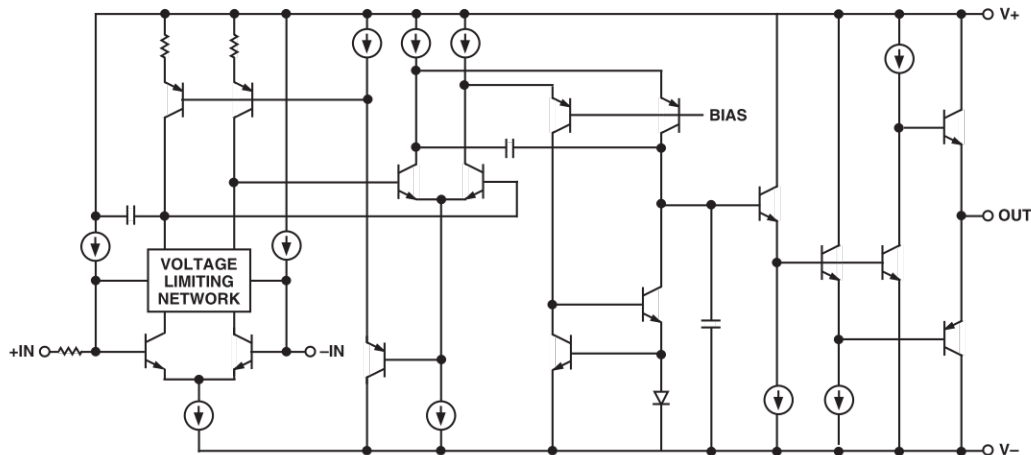 V+
BIAS
OUT
VOLTAGE
LIMITING
NETWORK
+IN
–IN
V–